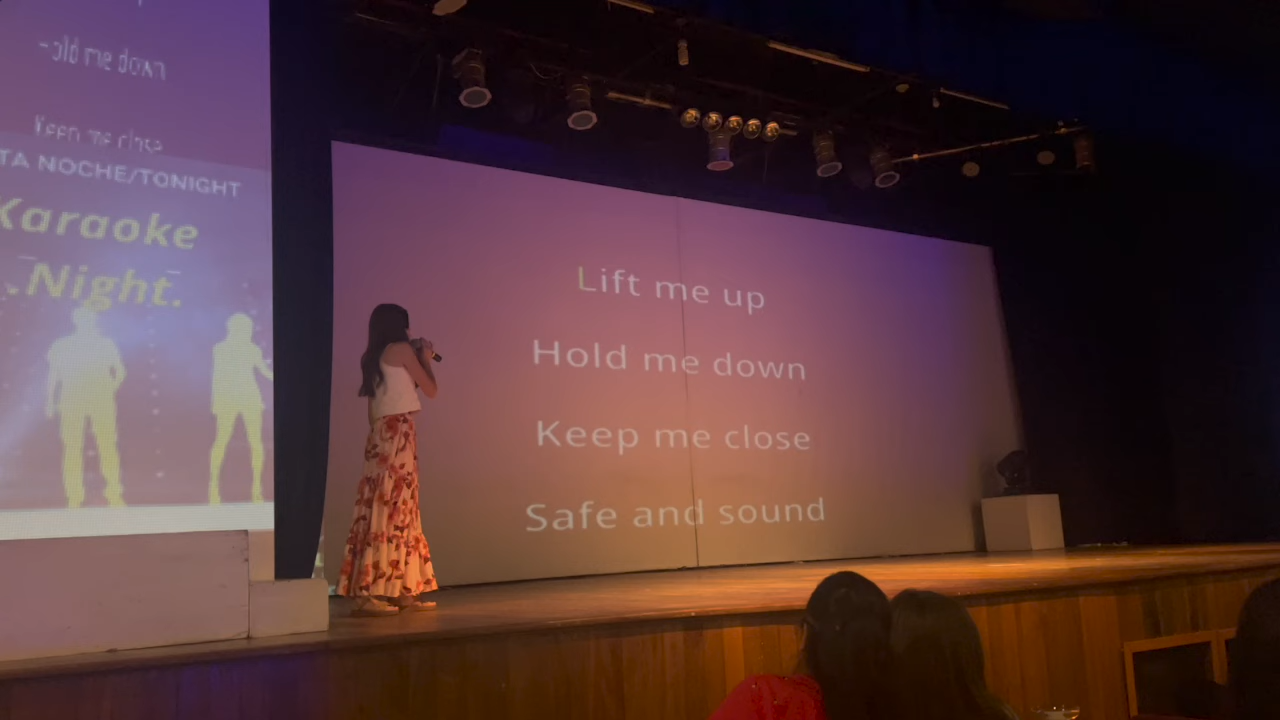 -old me down
Keep me close
TA NOCHE/TONIGHT
Karaoke
Night.
Lift me up
Hold me down
Keep me close
Safe and sound